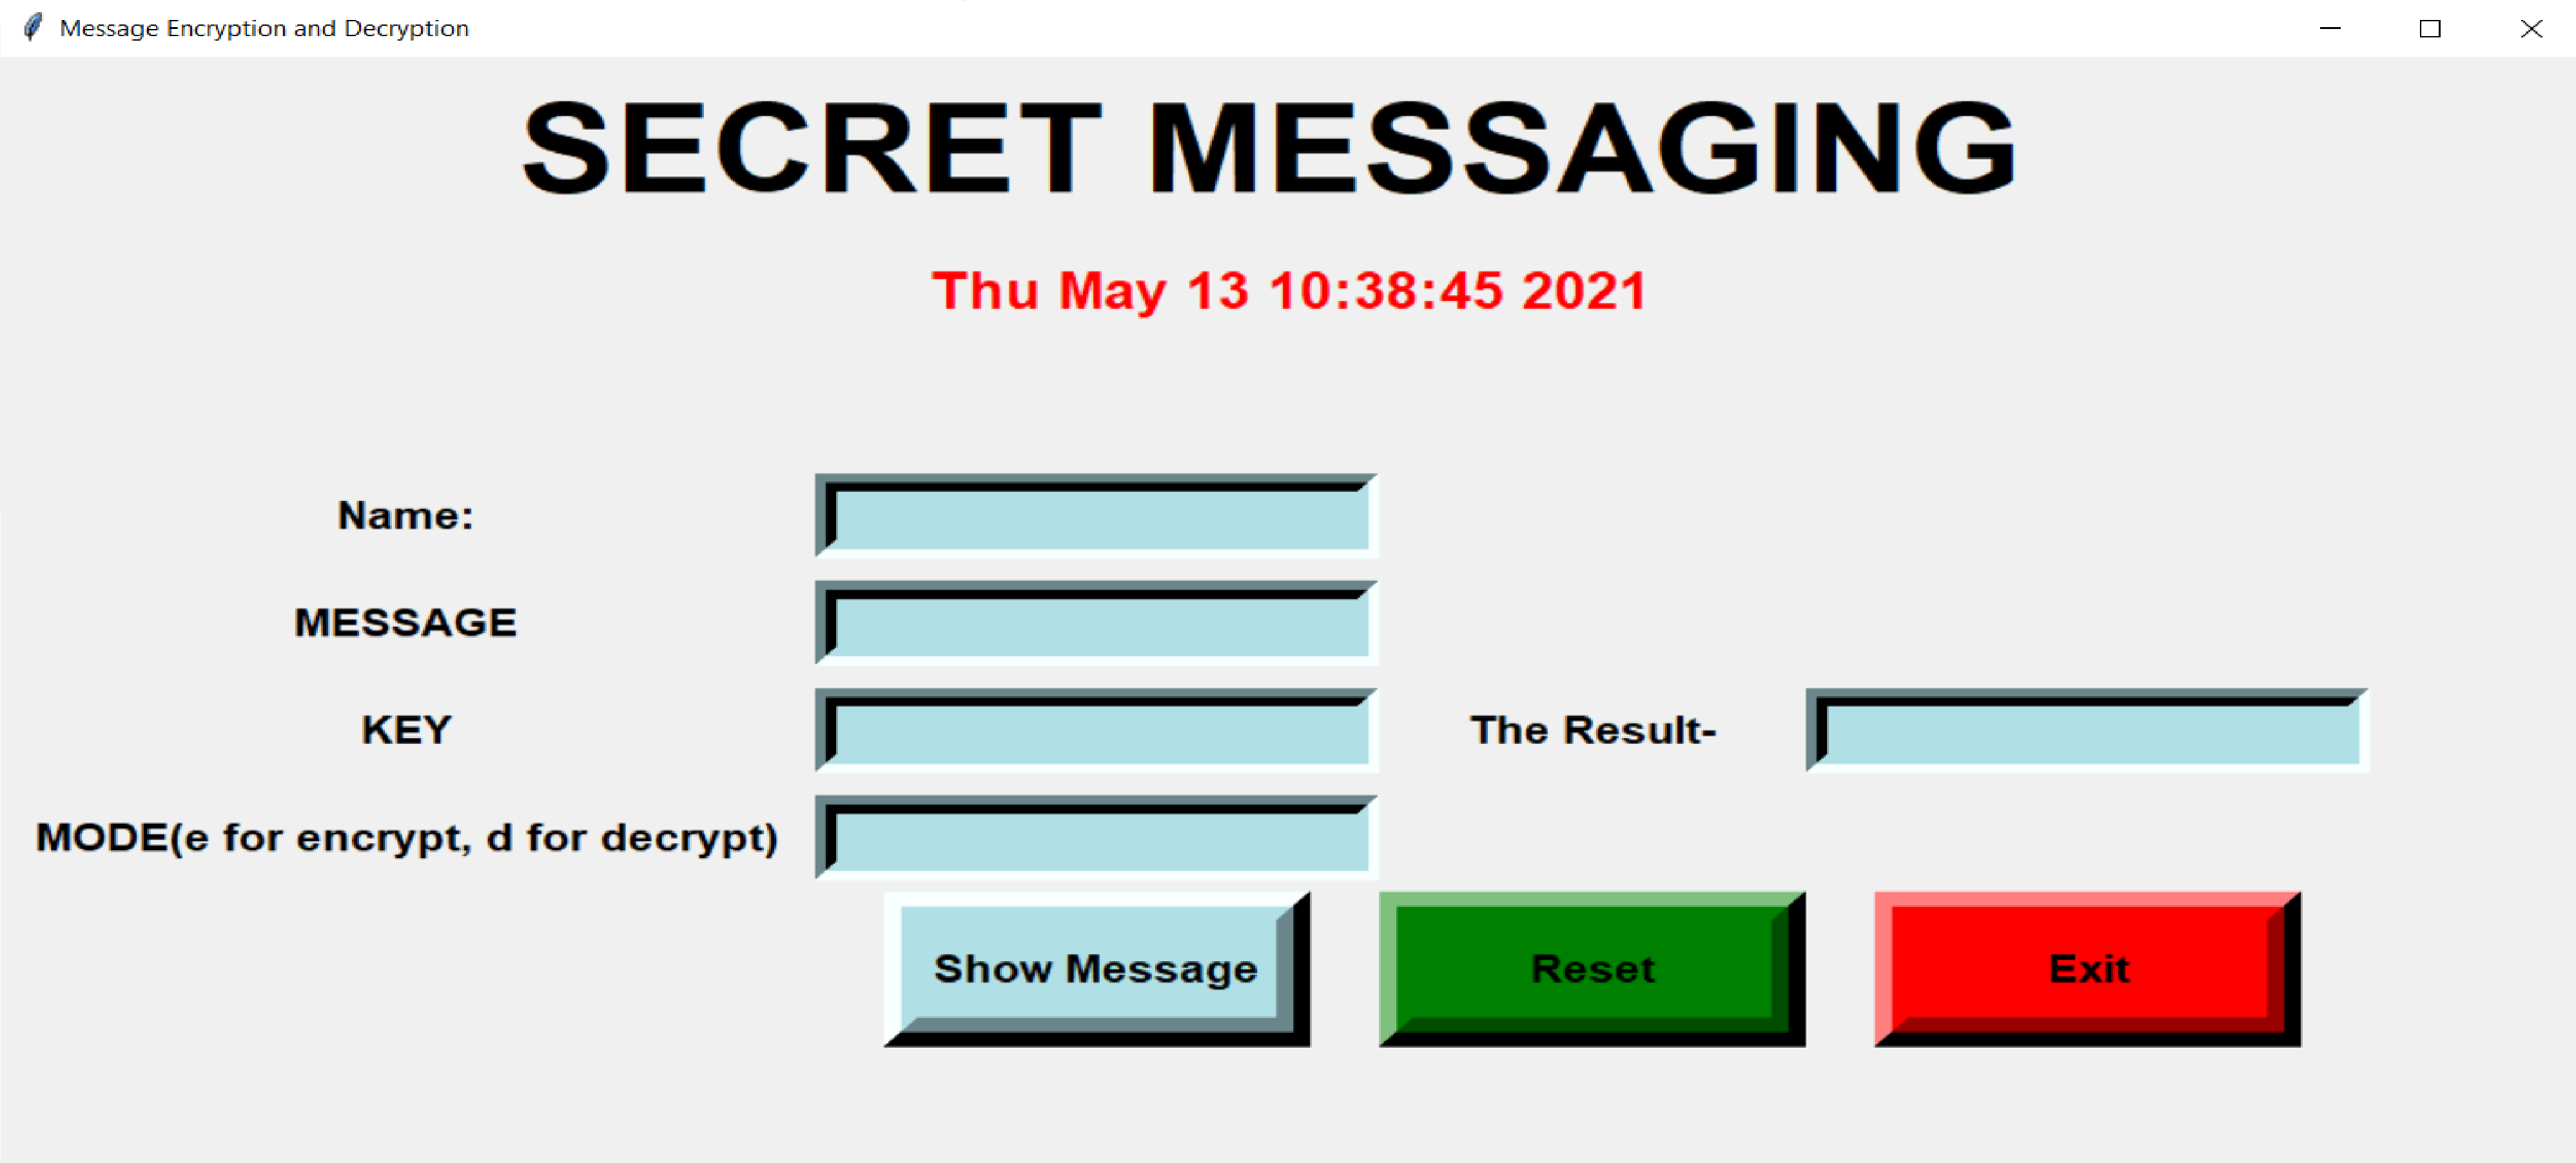 Message Encryption and Decryption
SECRET MESSAGING
Thu May 13 10:38:45 2021
Name:
MESSAGE
KEY
The Result-
MODE(e for encrypt, d for decrypt)
Show Message
Reset
Exit